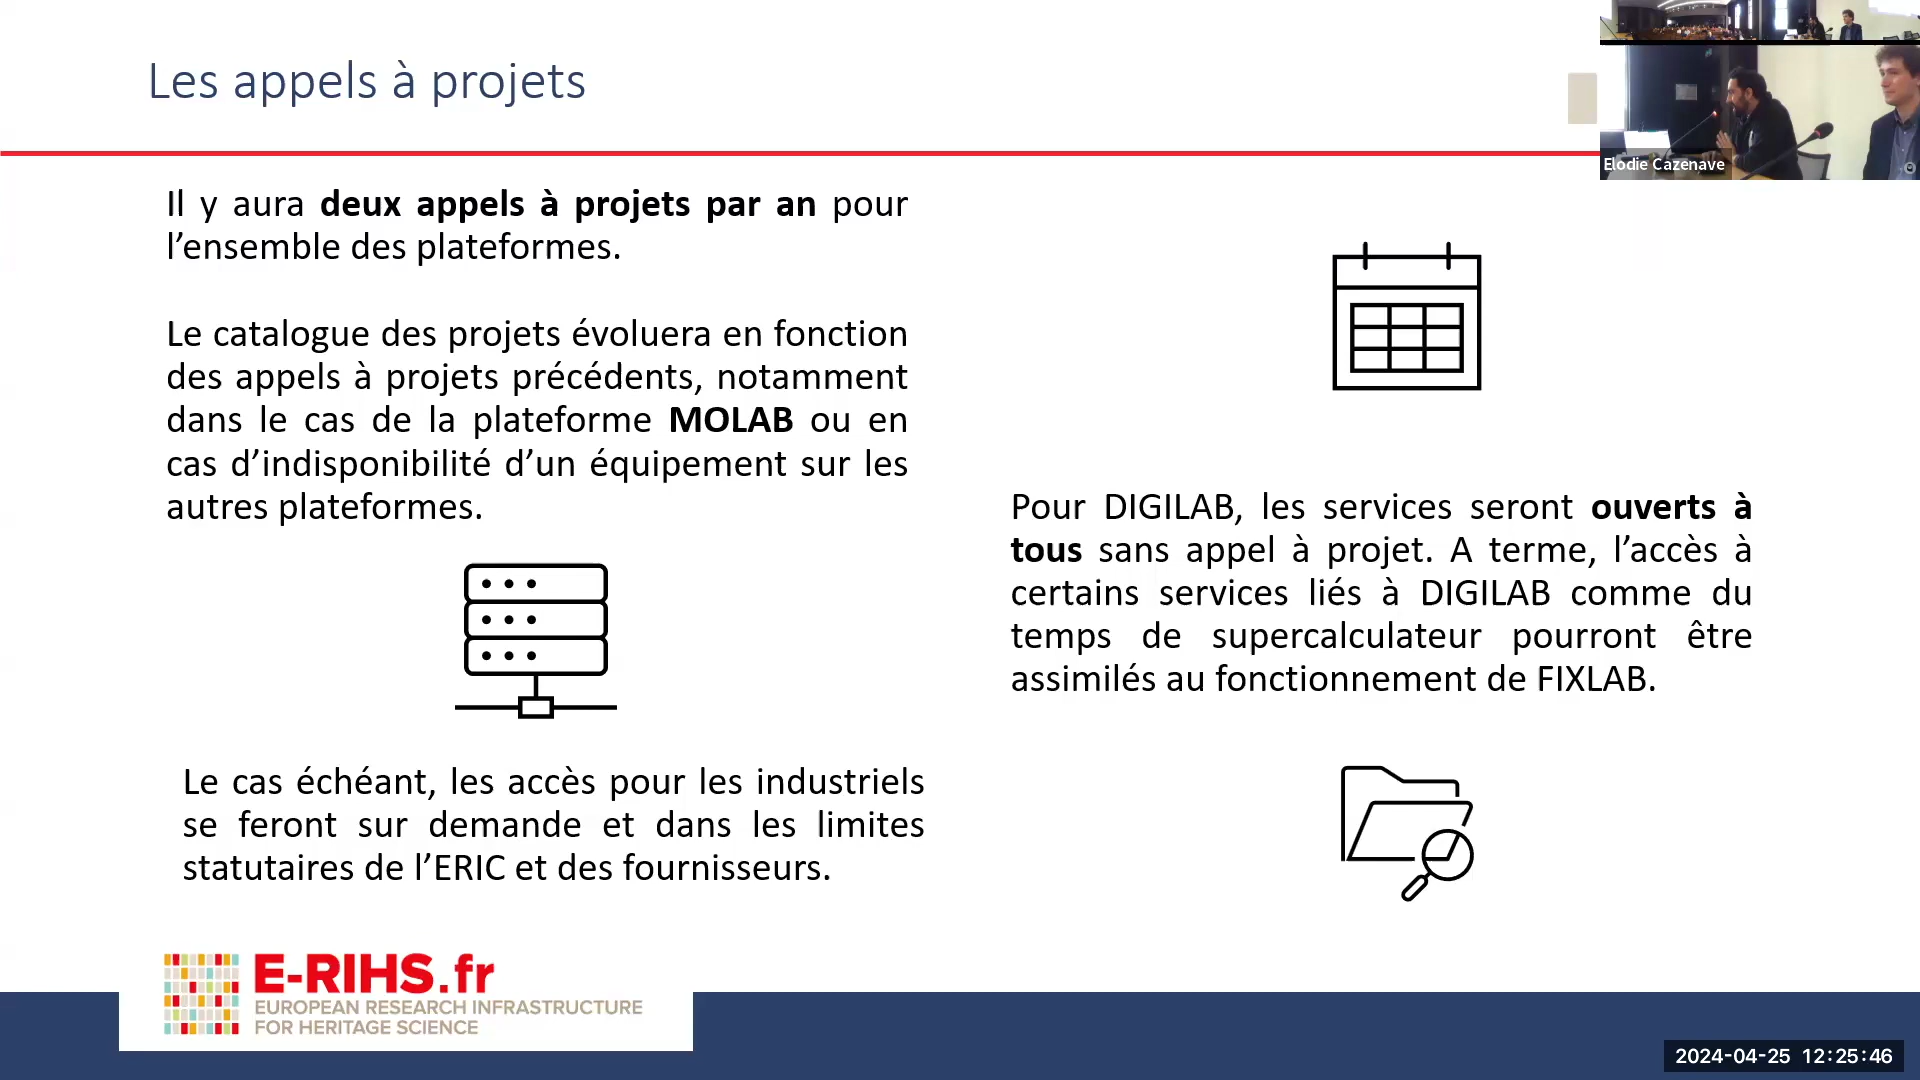 Les appels à projets
Elodie Cazenave
Il y aura deux appels à projets par an pour
l’ensemble des plateformes.
Le catalogue des projets évoluera en fonction
des appels à projets précédents, notamment
dans le cas de la plateforme MOLAB ou en
cas d’indisponibilité d’un équipement sur les
autres plateformes.
Pour DIGILAB, les services seront ouverts à
tous sans appel à projet. A terme, l’accès à
certains services liés à DIGILAB comme du
temps de supercalculateur pourront être
assimilés au fonctionnement de FIXLAB.
Le cas échéant, les accès pour les industriels
se feront sur demande et dans les limites
statutaires de l’ERIC et des fournisseurs.
E-RIHS.fr
EUROPEAN RESEARCH INFRASTRUCTURE
FOR HERITAGE SCIENCE
2024-04-25 12:25:46